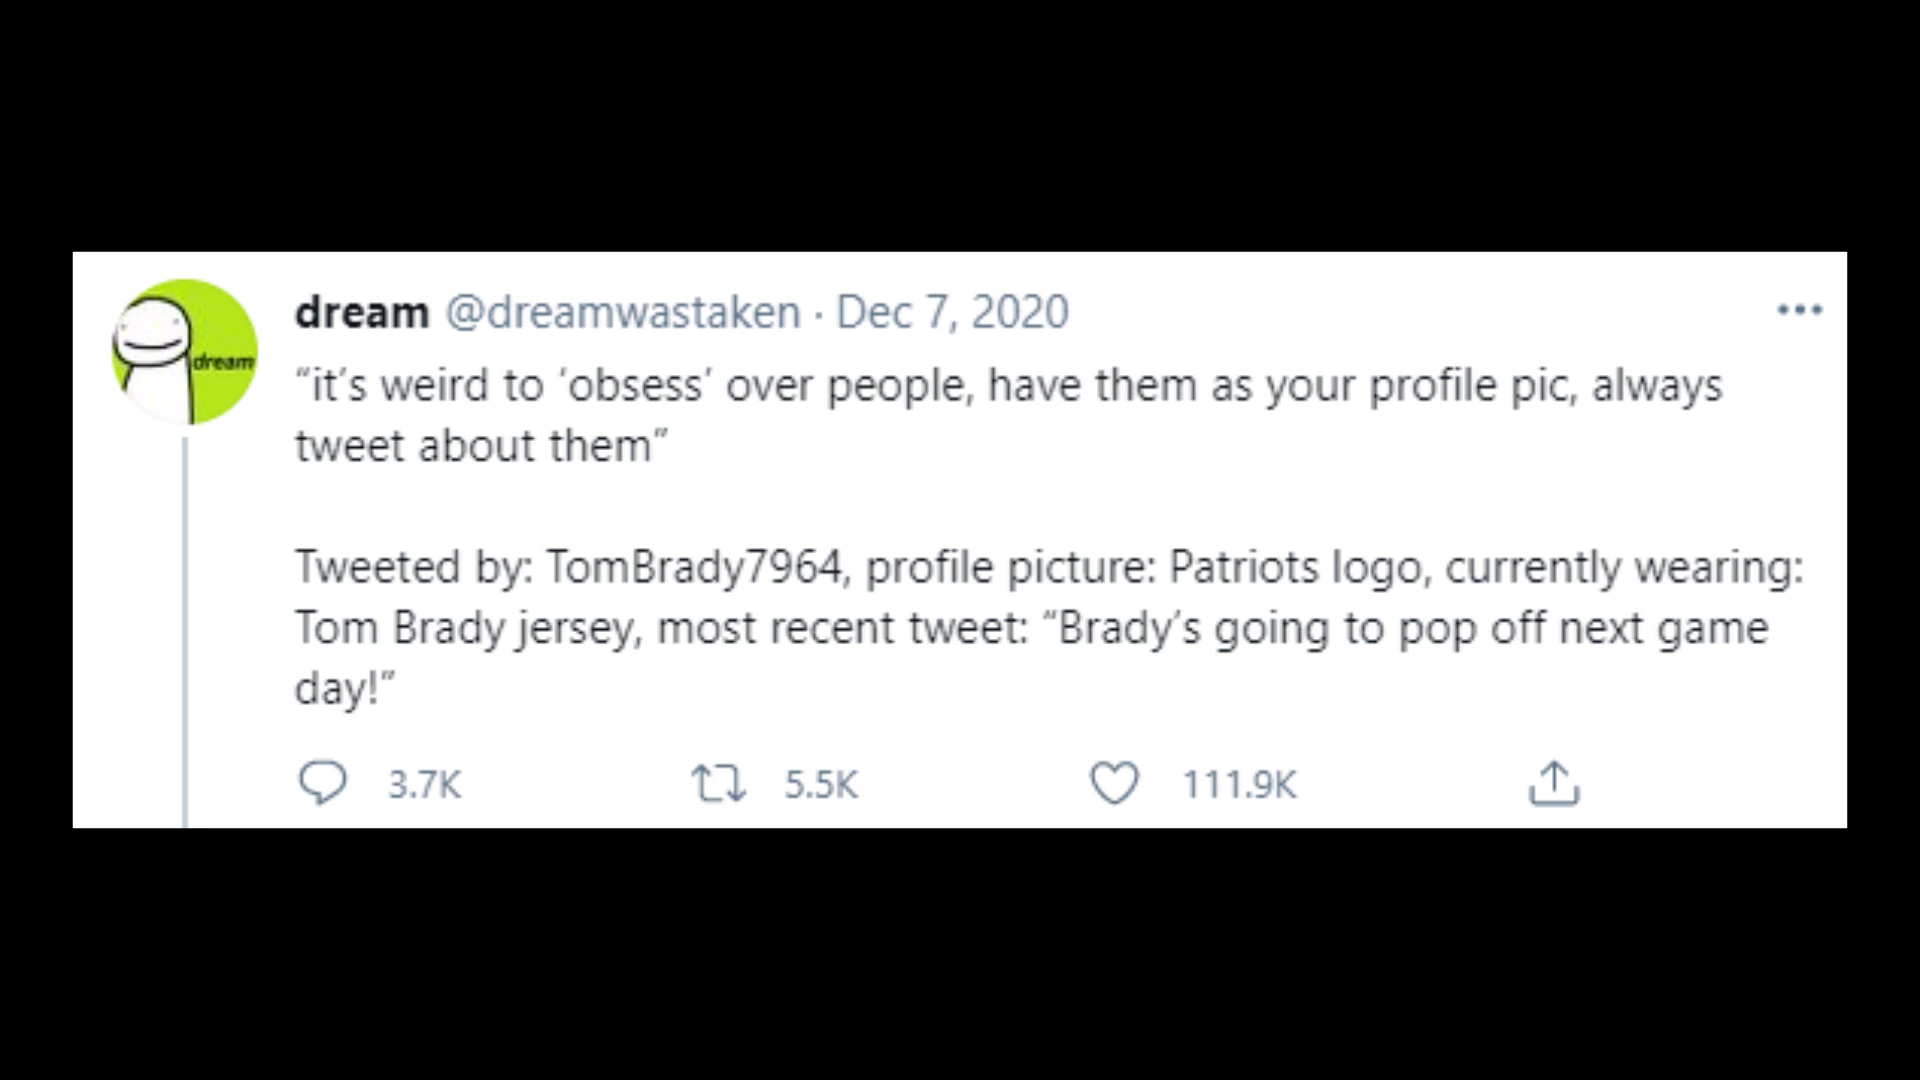 dream @dreamwastaken · Dec 7, 2020
dream
“it’s weird to ‘obsess’ over people, have them as your profile pic, always
tweet about them”
Tweeted by: TomBrady7964, profile picture: Patriots logo, currently wearing:
Tom Brady jersey, most recent tweet: “Brady’s going to pop off next game
day!”
3.7K 5.5K 111.9K